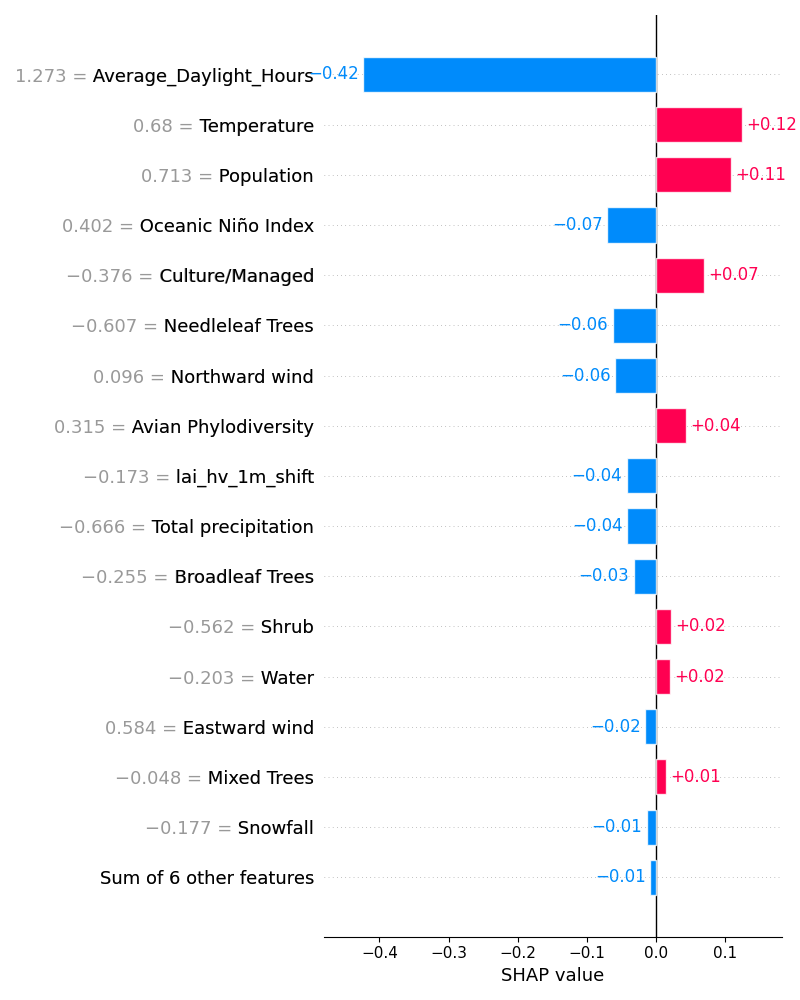 1.273 = Average_Daylight_Hours −0.42
0.68 = Temperature +0.12
0.713 = Population +0.11
0.402 = Oceanic Niño Index −0.07
−0.376 = Culture/Managed +0.07
−0.607 = Needleleaf Trees −0.06
0.096 = Northward wind −0.06
0.315 = Avian Phylodiversity +0.04
−0.173 = lai_hv_1m_shift −0.04
−0.666 = Total precipitation −0.04
−0.255 = Broadleaf Trees −0.03
−0.562 = Shrub +0.02
−0.203 = Water +0.02
0.584 = Eastward wind −0.02
−0.048 = Mixed Trees +0.01
−0.177 = Snowfall −0.01
Sum of 6 other features −0.01
−0.4 −0.3 −0.2 −0.1 0.0 0.1
SHAP value